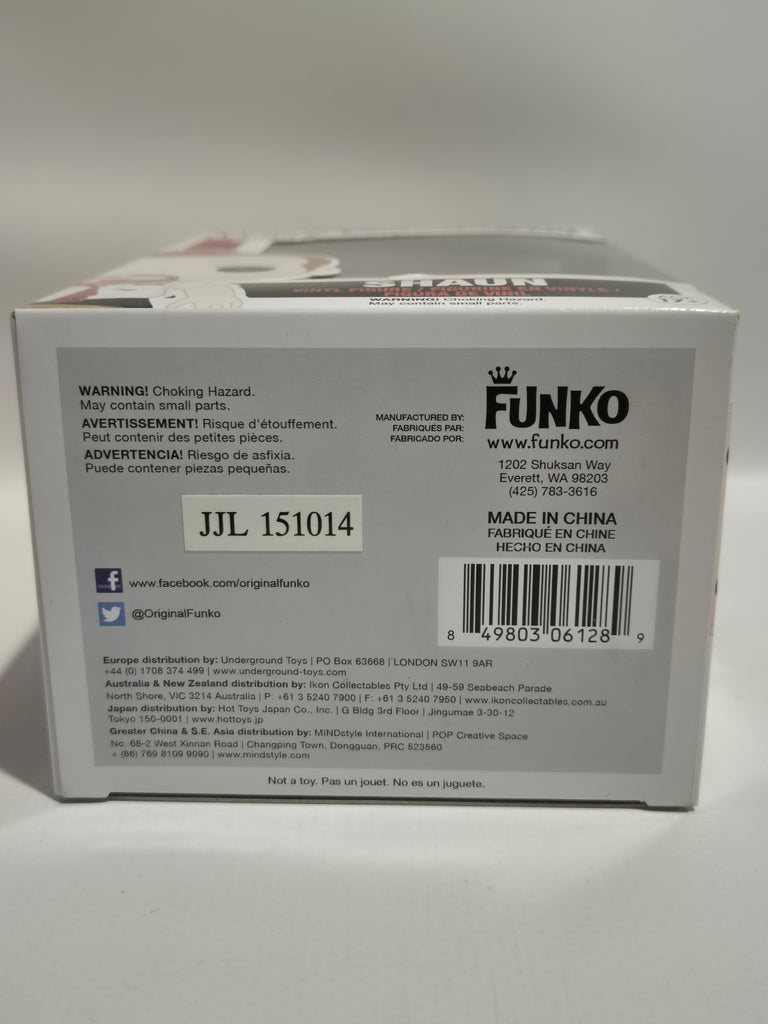 SHAUN
VINYL FIGURE / FIGURINE EN VINYLE /
FIGURA DE VINIL
WARNING! Choking Hazard.
May contain small parts.
WARNING! Choking Hazard.
May contain small parts.
AVERTISSEMENT! Risque d'étouffement.
Peut contenir des petites pièces.
ADVERTENCIA! Riesgo de asfixia.
Puede contener piezas pequeñas.
MANUFACTURED BY:
FABRIQUÉS PAR:
FABRICADO POR:
FUNKO
www.funko.com
1202 Shuksan Way
Everett, WA 98203
(425) 783-3616
MADE IN CHINA
FABRIQUÉ EN CHINE
HECHO EN CHINA
JJL 151014
www.facebook.com/originalfunko
@OriginalFunko
8 49803 06128 9
Europe distribution by: Underground Toys | PO Box 63668 | LONDON SW11 9AR
+44 (0) 1708 374 499 | www.underground-toys.com
Australia & New Zealand distribution by: Ikon Collectables Pty Ltd | 49-59 Seabeach Parade
North Shore, VIC 3214 Australia | P: +61 3 5240 7900 | F: +61 3 5240 7950 | www.ikoncollectables.com.au
Japan distribution by: Hot Toys Japan Co., Inc. | G Bldg 3rd Floor | Jingumae 3-30-12
Tokyo 150-0001 | www.hottoys.jp
Greater China & S.E. Asia distribution by: MINDstyle International | POP Creative Space
No. 68-2 West Xinnan Road | Changping Town, Dongguan, PRC 523560
+ (86) 769 8109 9090 | www.mindstyle.com
Not a toy. Pas un jouet. No es un juguete.